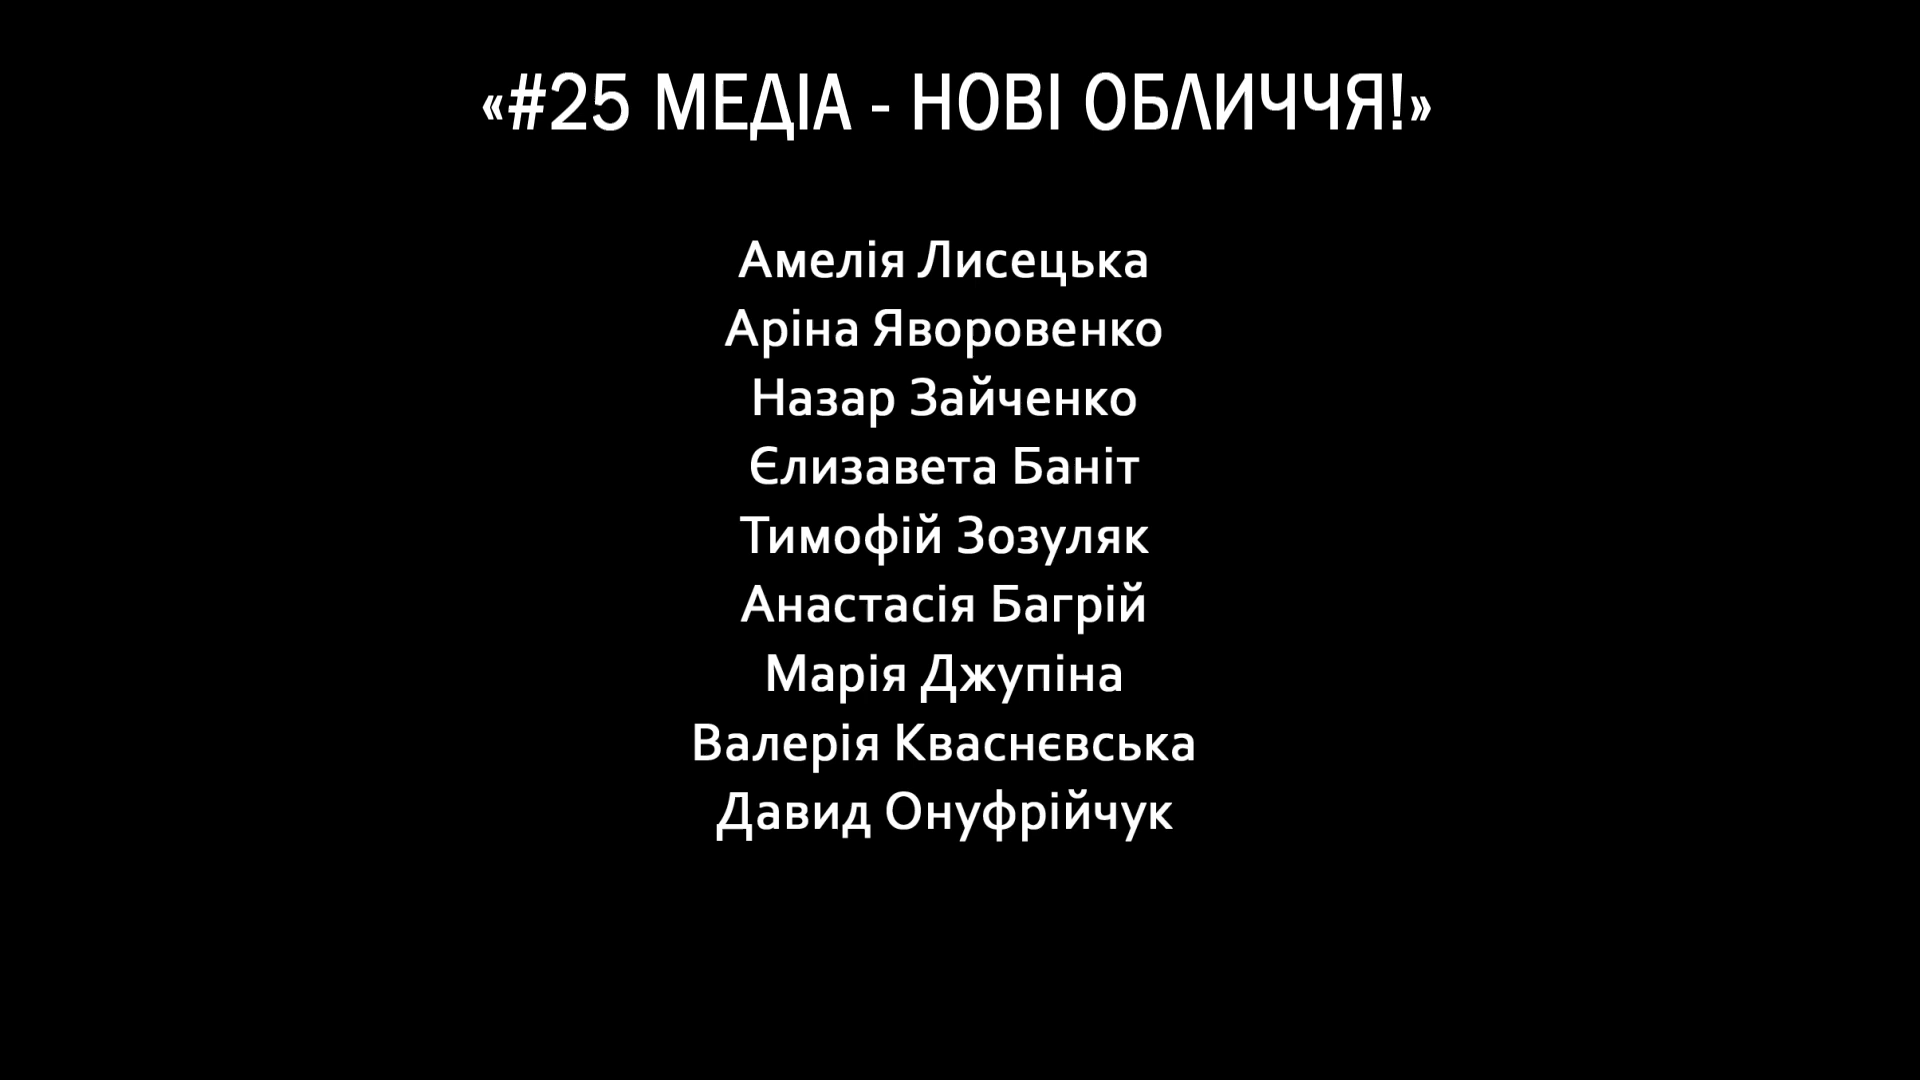 «#25 МЕДІА - НОВІ ОБЛИЧЧЯ!»
Амелія Лисецька
Аріна Яворовенко
Назар Зайченко
Єлизавета Баніт
Тимофій Зозуляк
Анастасія Багрій
Марія Джупіна
Валерія Кваснєвська
Давид Онуфрійчук